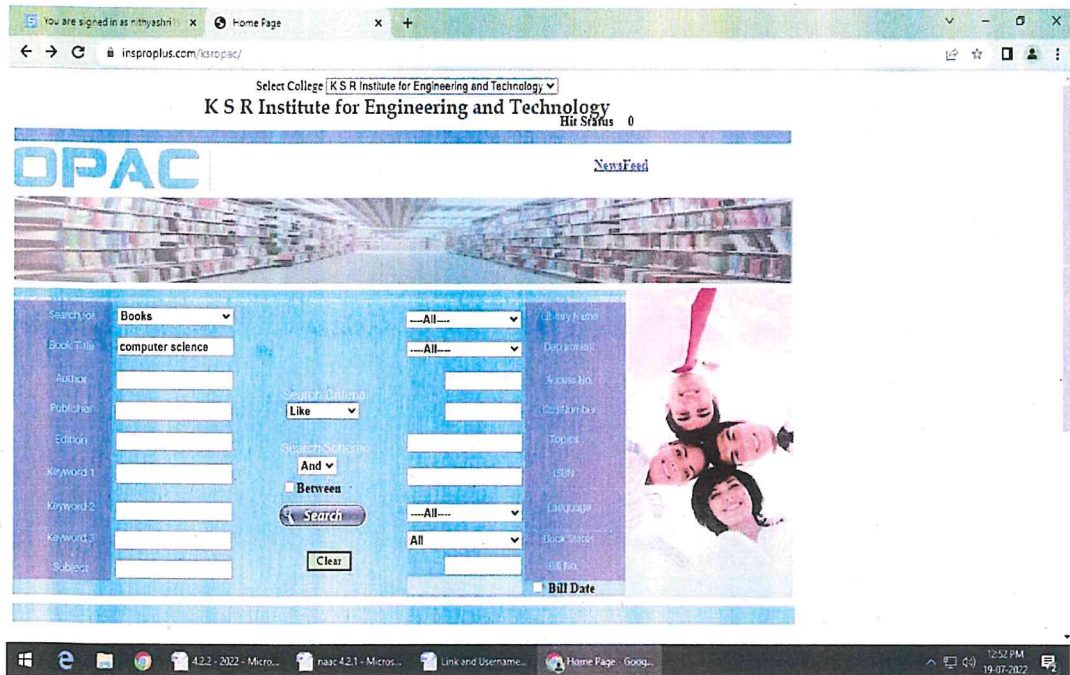 You are signed in as nithyashri
Home Page
insproplus.com/ksropac/
Select College K S R Institute for Engineering and Technology
K S R Institute for Engineering and Technology
Hit Status 0
OPAC
NewsFeed
Search For Books ----All---- Library Name
Book Title computer science ----All---- Department
Author Access No.
Search Criteria
Publisher Like Call Number
Edition Topics
Search Scheme
Keyword 1 And ISBN
Between
Keyword 2 Search ----All---- Language
Keyword 3 All Book Status
Subject Clear Bill No.
Bill Date
4.2.2 - 2022 - Micro...
naac 4.2.1 - Micros...
Link and Username...
Home Page - Goog...
12:52 PM
19-07-2022